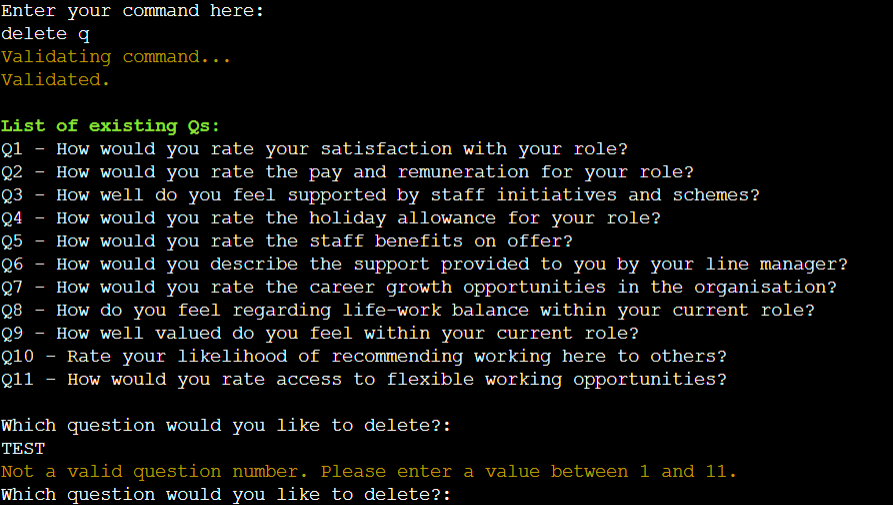 Enter your command here:
delete q
Validating command...
Validated.
List of existing Qs:
Q1 - How would you rate your satisfaction with your role?
Q2 - How would you rate the pay and remuneration for your role?
Q3 - How well do you feel supported by staff initiatives and schemes?
Q4 - How would you rate the holiday allowance for your role?
Q5 - How would you rate the staff benefits on offer?
Q6 - How would you describe the support provided to you by your line manager?
Q7 - How would you rate the career growth opportunities in the organisation?
Q8 - How do you feel regarding life-work balance within your current role?
Q9 - How well valued do you feel within your current role?
Q10 - Rate your likelihood of recommending working here to others?
Q11 - How would you rate access to flexible working opportunities?
Which question would you like to delete?:
TEST
Not a valid question number. Please enter a value between 1 and 11.
Which question would you like to delete?: